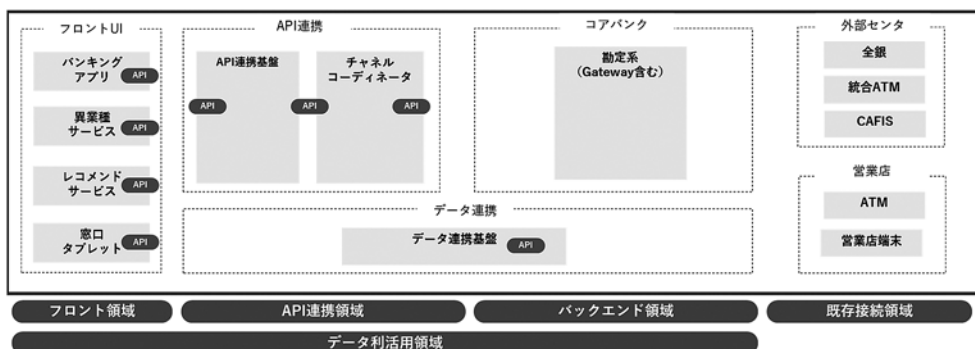 フロントUI
バンキング
アプリ
API
異業種
サービス
API
レコメンド
サービス
API
窓口
タブレット
API
API連携
API連携基盤
API
チャネル
コーディネータ
API
API
コアバンク
勘定系
（Gateway含む）
データ連携
データ連携基盤
API
外部センタ
全銀
統合ATM
CAFIS
営業店
ATM
営業店端末
フロント領域
API連携領域
バックエンド領域
既存接続領域
データ利活用領域